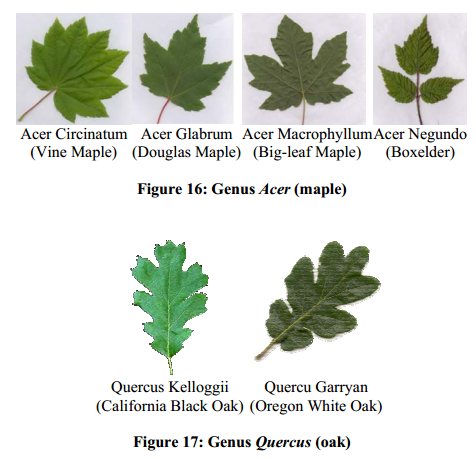 Acer Circinatum Acer Glabrum Acer Macrophyllum Acer Negundo
(Vine Maple) (Douglas Maple) (Big-leaf Maple) (Boxelder)
Figure 16: Genus Acer (maple)
Quercus Kelloggii Quercu Garryan
(California Black Oak) (Oregon White Oak)
Figure 17: Genus Quercus (oak)